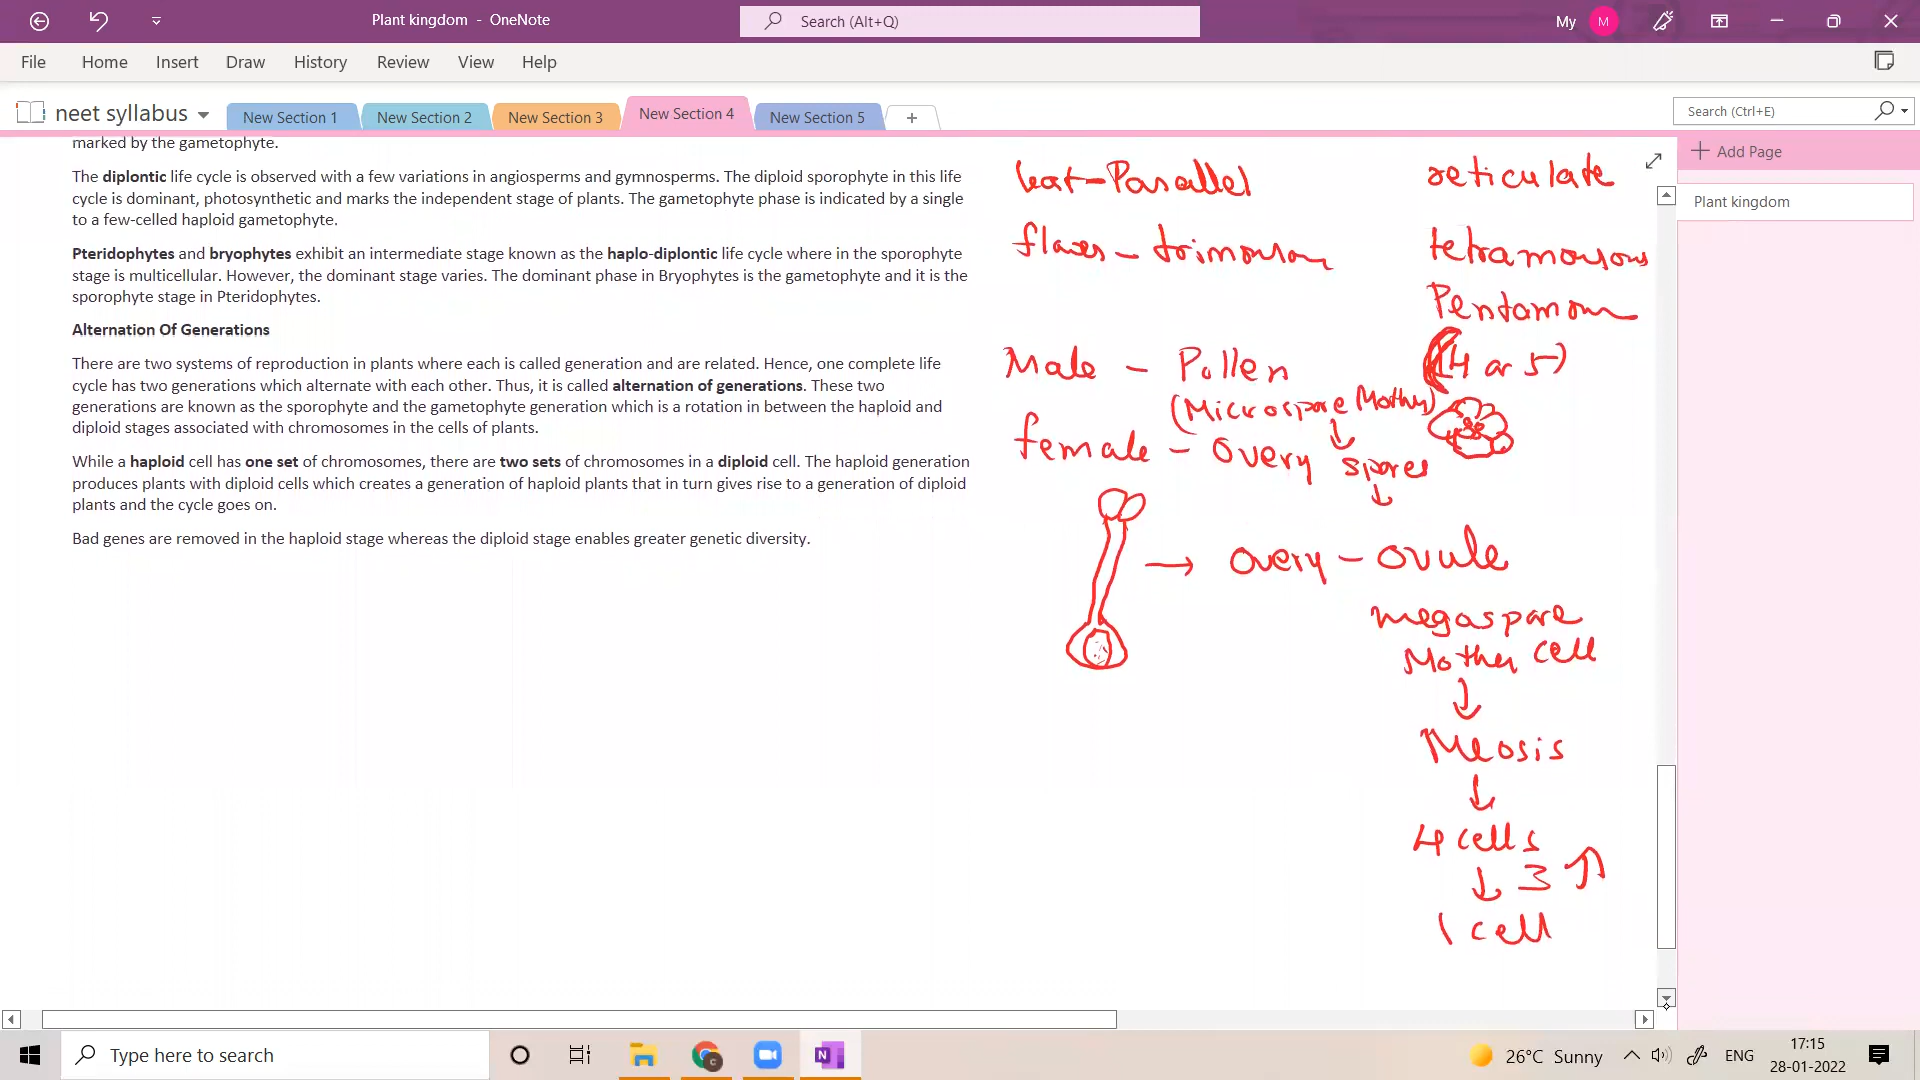 Plant kingdom - OneNote
Search (Alt+Q)
My
M
File Home Insert Draw History Review View Help
neet syllabus
New Section 1
New Section 2
New Section 3
New Section 4
New Section 5
+
Search (Ctrl+E)
Add Page
Plant kingdom
marked by the gametophyte.
The diplontic life cycle is observed with a few variations in angiosperms and gymnosperms. The diploid sporophyte in this life
cycle is dominant, photosynthetic and marks the independent stage of plants. The gametophyte phase is indicated by a single
to a few-celled haploid gametophyte.
Pteridophytes and bryophytes exhibit an intermediate stage known as the haplo-diplontic life cycle where in the sporophyte
stage is multicellular. However, the dominant stage varies. The dominant phase in Bryophytes is the gametophyte and it is the
sporophyte stage in Pteridophytes.
Alternation Of Generations
There are two systems of reproduction in plants where each is called generation and are related. Hence, one complete life
cycle has two generations which alternate with each other. Thus, it is called alternation of generations. These two
generations are known as the sporophyte and the gametophyte generation which is a rotation in between the haploid and
diploid stages associated with chromosomes in the cells of plants.
While a haploid cell has one set of chromosomes, there are two sets of chromosomes in a diploid cell. The haploid generation
produces plants with diploid cells which creates a generation of haploid plants that in turn gives rise to a generation of diploid
plants and the cycle goes on.
Bad genes are removed in the haploid stage whereas the diploid stage enables greater genetic diversity.
- Parallel
reticulate
-
tetramourous
(4 or 5)
Male - Pollen
(Microspore Mother)
female - Overy
spores
Overy - Ovule
megaspore
Mother cell
Meosis
4 cells
3
1 cell
Type here to search
N
26°C Sunny
ENG
17:15
28-01-2022